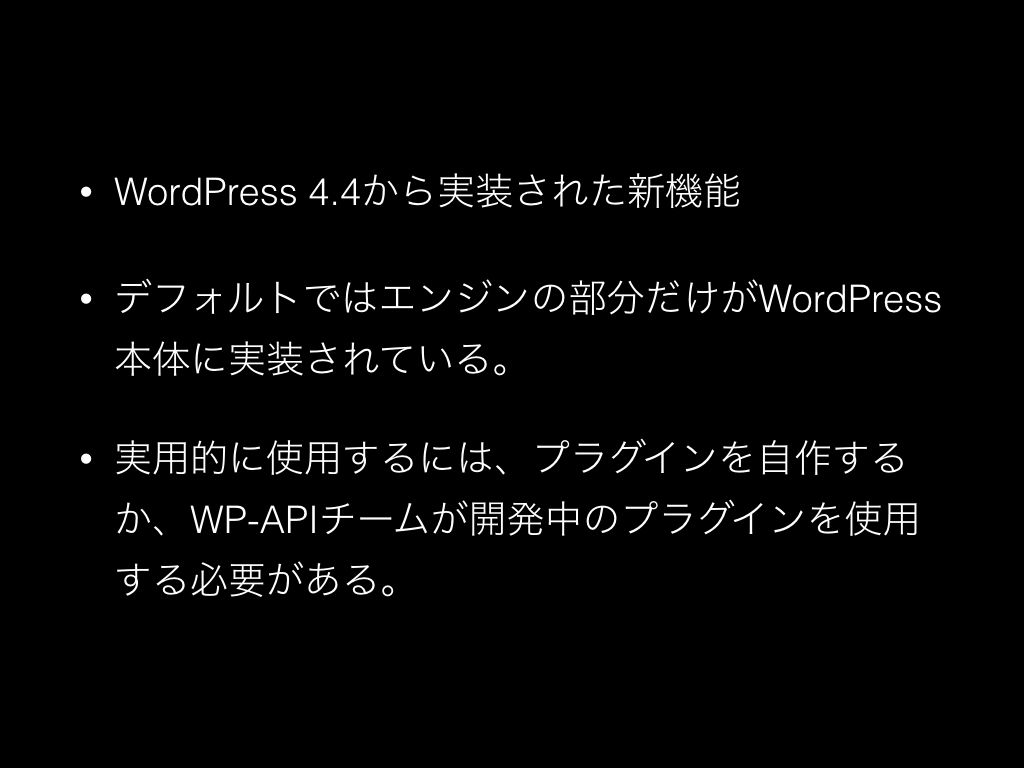 • WordPress 4.4から実装された新機能
• デフォルトではエンジンの部分だけがWordPress
本体に実装されている。
• 実用的に使用するには、プラグインを自作する
か、WP-APIチームが開発中のプラグインを使用
する必要がある。